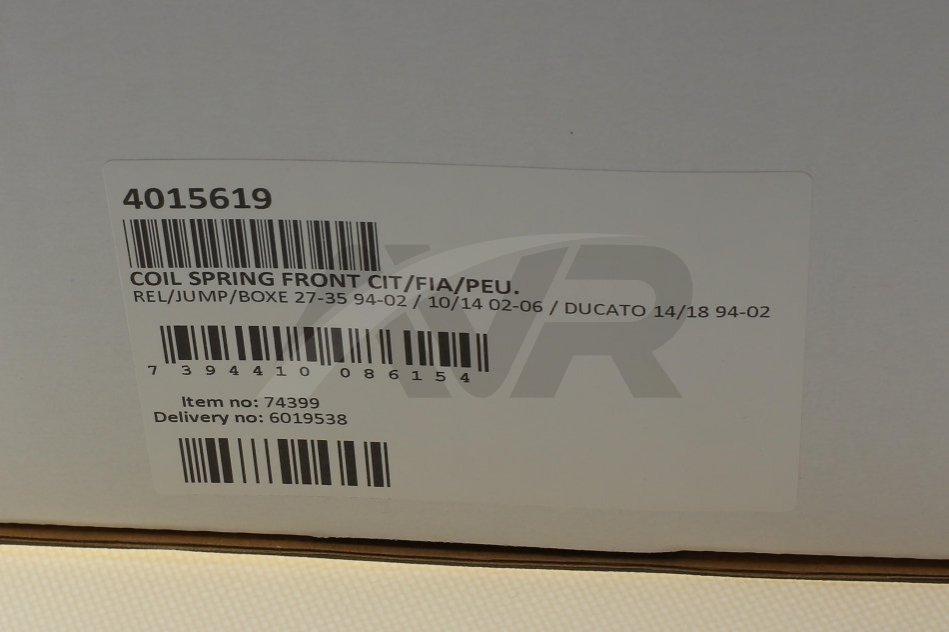 4015619
COIL SPRING FRONT CIT/FIA/PEU.
REL/JUMP/BOXE 27-35 94-02 / 10/14 02-06 / DUCATO 14/18 94-02
7 394410 086154
Item no: 74399
Delivery no: 6019538
XVR